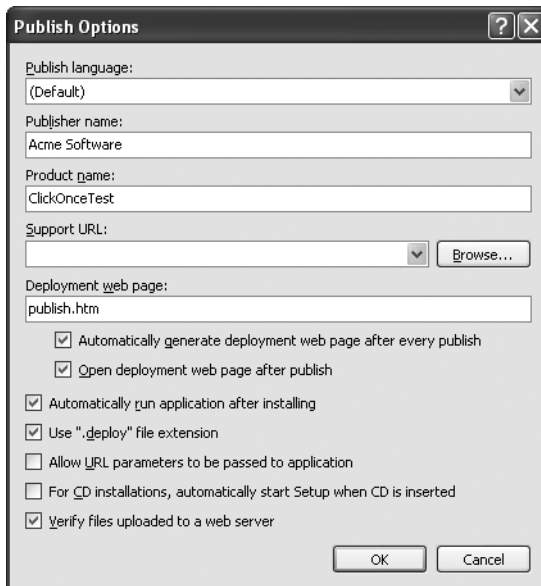 Publish Options
Publish language:
(Default)
Publisher name:
Acme Software
Product name:
ClickOnceTest
Support URL:
Browse...
Deployment web page:
publish.htm
Automatically generate deployment web page after every publish
Open deployment web page after publish
Automatically run application after installing
Use ".deploy" file extension
Allow URL parameters to be passed to application
For CD installations, automatically start Setup when CD is inserted
Verify files uploaded to a web server
OK Cancel